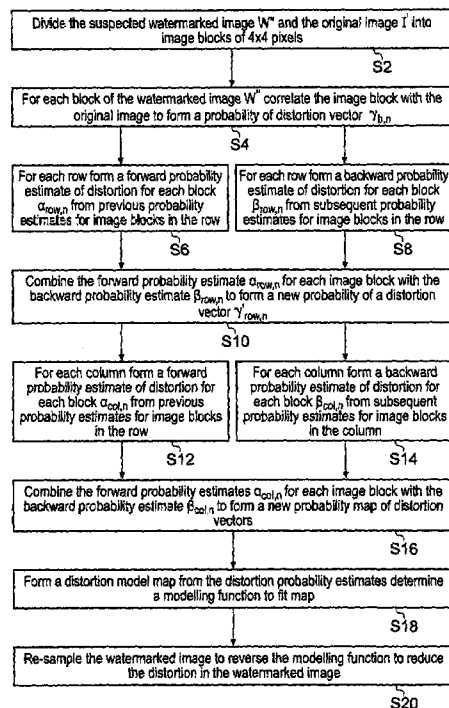 Divide the suspected watermarked image W" and the original image I' into
image blocks of 4x4 pixels
S2
For each block of the watermarked image W" correlate the image block with the
original image to form a probability of distortion vector γb,n
S4
For each row form a forward probability
estimate of distortion for each block
αrow,n from previous probability
estimates for image blocks in the row
S6
For each row form a backward probability
estimate of distortion for each block
βrow,n from subsequent probability
estimates for image blocks in the row
S8
Combine the forward probability estimate αrow,n for each image block with the
backward probability estimate βrow,n to form a new probability of a distortion
vector γ'row,n
S10
For each column form a forward
probability estimate of distortion for
each block αcol,n from previous
probability estimates for image blocks
in the row
S12
For each column form a backward
probability estimate of distortion for
each block βcol,n from subsequent
probability estimates for image blocks
in the column
S14
Combine the forward probability estimates αcol,n for each image block with the
backward probability estimate βcol,n to form a new probability map of distortion
vectors
S16
Form a distortion model map from the distortion probability estimates determine
a modelling function to fit map
S18
Re-sample the watermarked image to reverse the modelling function to reduce
the distortion in the watermarked image
S20